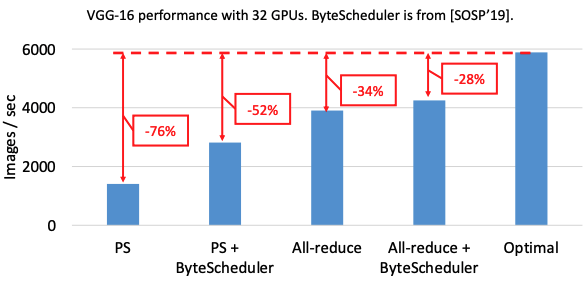 VGG-16 performance with 32 GPUs. ByteScheduler is from [SOSP'19].
6000
4000
2000
0
Images / sec
-76%
-52%
-34%
-28%
PS
PS +
ByteScheduler
All-reduce
All-reduce +
ByteScheduler
Optimal